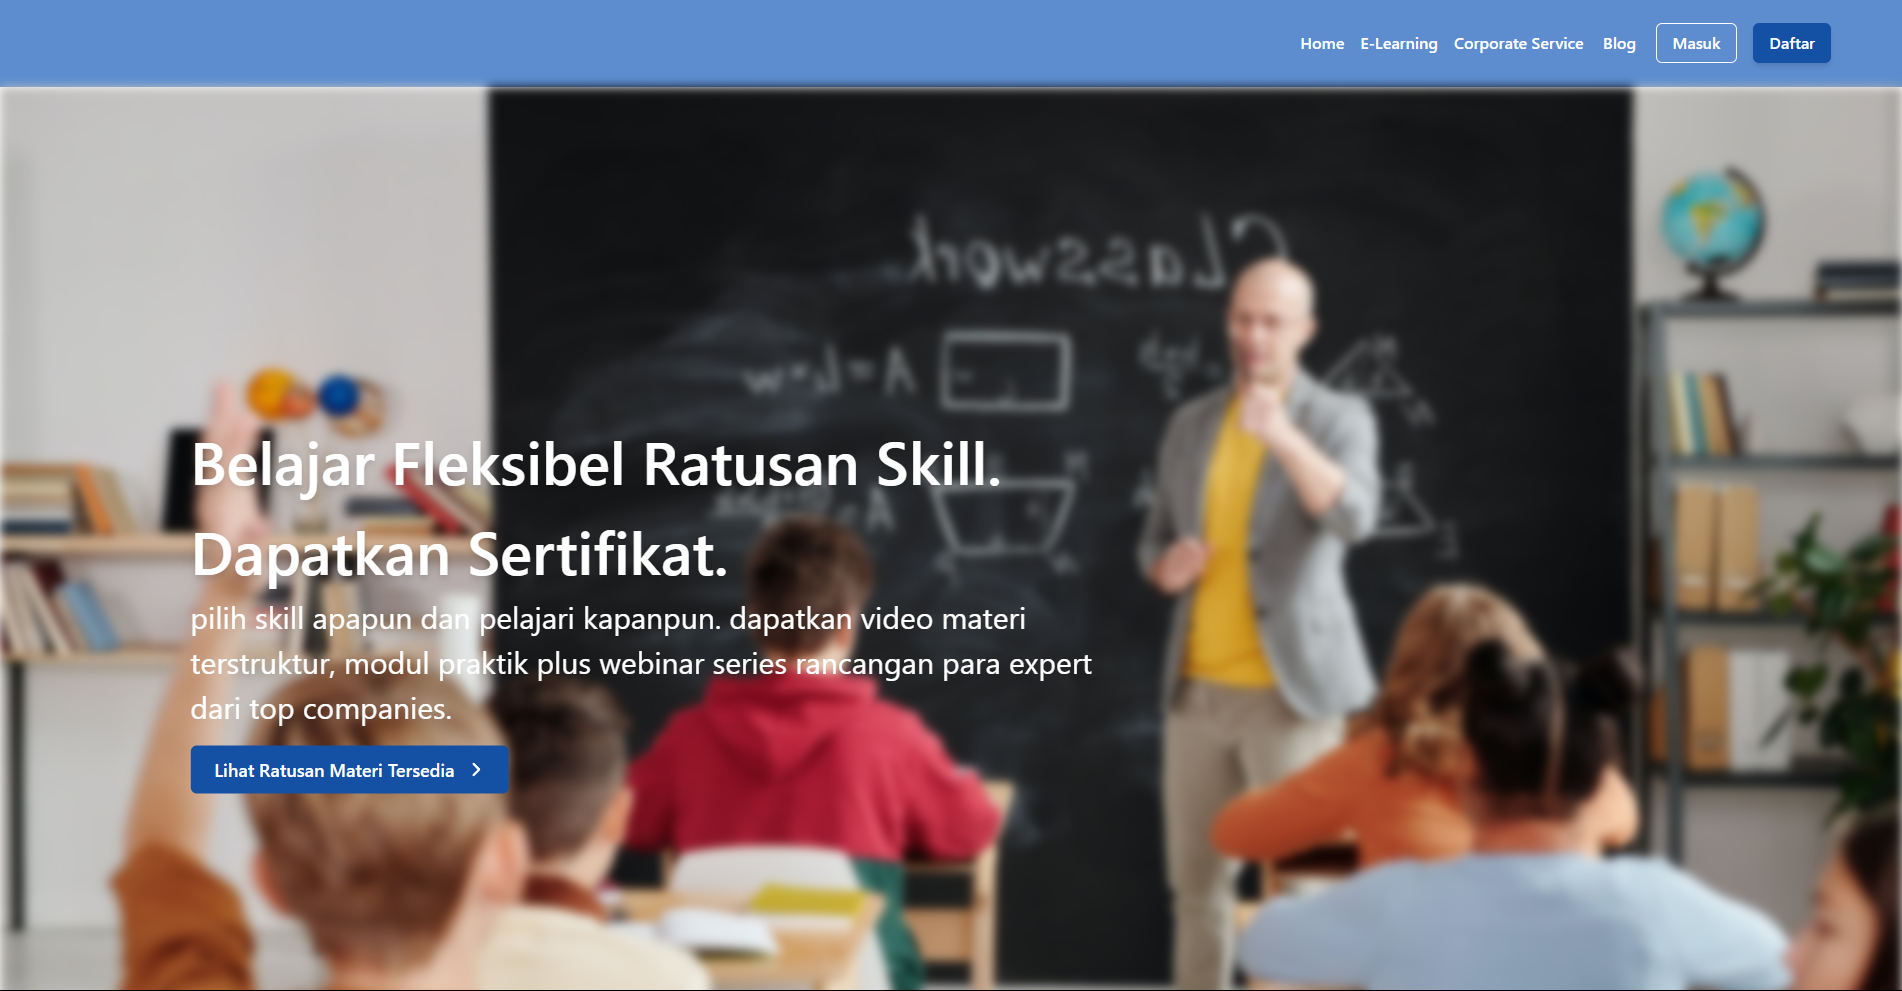 Home E-Learning Corporate Service Blog Masuk Daftar
Classwork
A=L·w
Belajar Fleksibel Ratusan Skill.
Dapatkan Sertifikat.
pilih skill apapun dan pelajari kapanpun. dapatkan video materi
terstruktur, modul praktik plus webinar series rancangan para expert
dari top companies.
Lihat Ratusan Materi Tersedia